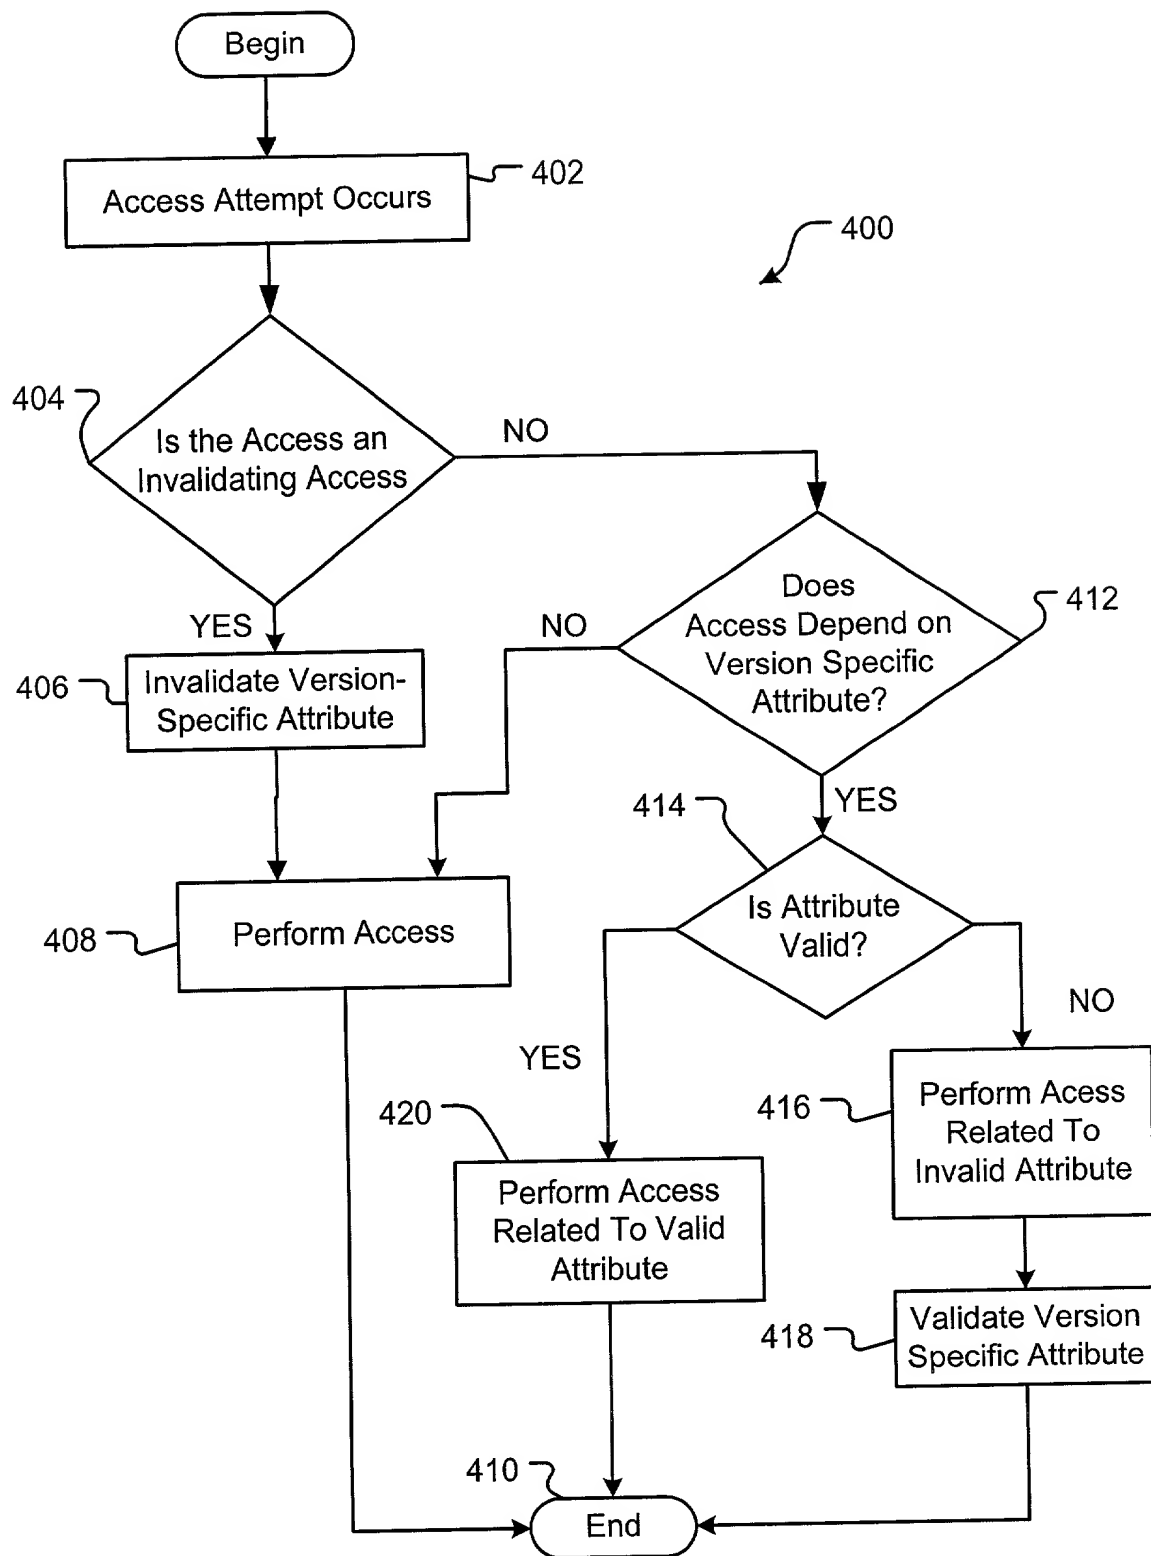 Begin
402
Access Attempt Occurs
400
404
Is the Access an
Invalidating Access
NO
YES
412
Does
Access Depend on
Version Specific
Attribute?
NO
406
Invalidate Version-
Specific Attribute
414
YES
Is Attribute
Valid?
408
Perform Access
NO
YES
420
416
Perform Acess
Related To
Invalid Attribute
Perform Access
Related To Valid
Attribute
418
Validate Version
Specific Attribute
410
End